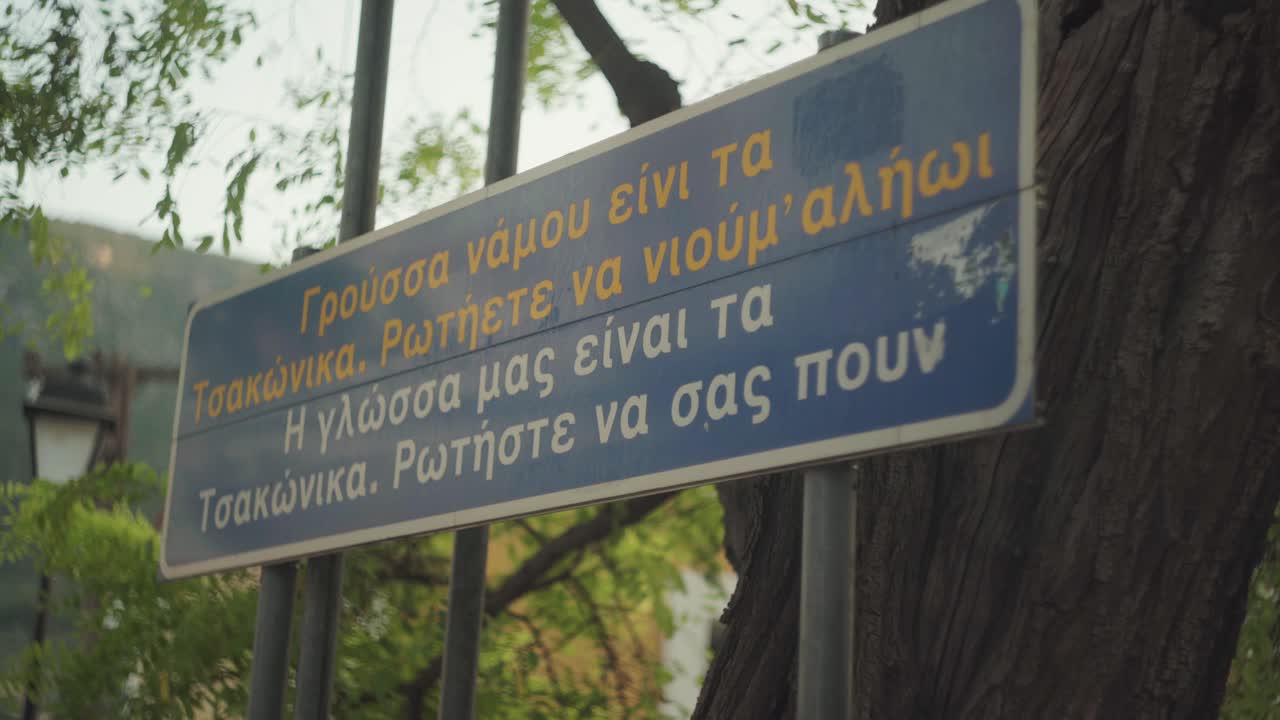 Γρούσσα νάμου είνι τα
Τσακώνικα. Ρωτήετε να νιούμ'αλήωι
Η γλώσσα μας είναι τα
Τσακώνικα. Ρωτήστε να σας πουν